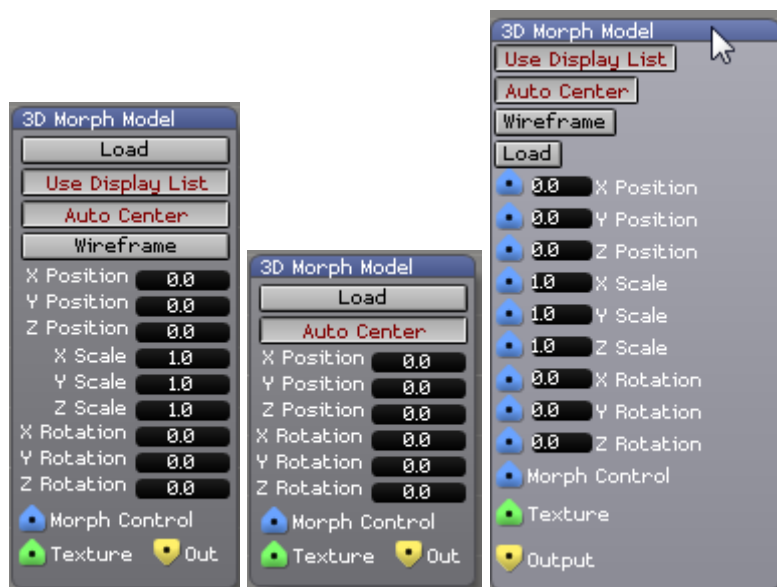 3D Morph Model
Load
Use Display List
Auto Center
Wireframe
X Position 0.0
Y Position 0.0
Z Position 0.0
X Scale 1.0
Y Scale 1.0
Z Scale 1.0
X Rotation 0.0
Y Rotation 0.0
Z Rotation 0.0
Morph Control
Texture Out
3D Morph Model
Load
Auto Center
X Position 0.0
Y Position 0.0
Z Position 0.0
X Rotation 0.0
Y Rotation 0.0
Z Rotation 0.0
Morph Control
Texture Out
3D Morph Model
Use Display List
Auto Center
Wireframe
Load
0.0 X Position
0.0 Y Position
0.0 Z Position
1.0 X Scale
1.0 Y Scale
1.0 Z Scale
0.0 X Rotation
0.0 Y Rotation
0.0 Z Rotation
Morph Control
Texture
Output